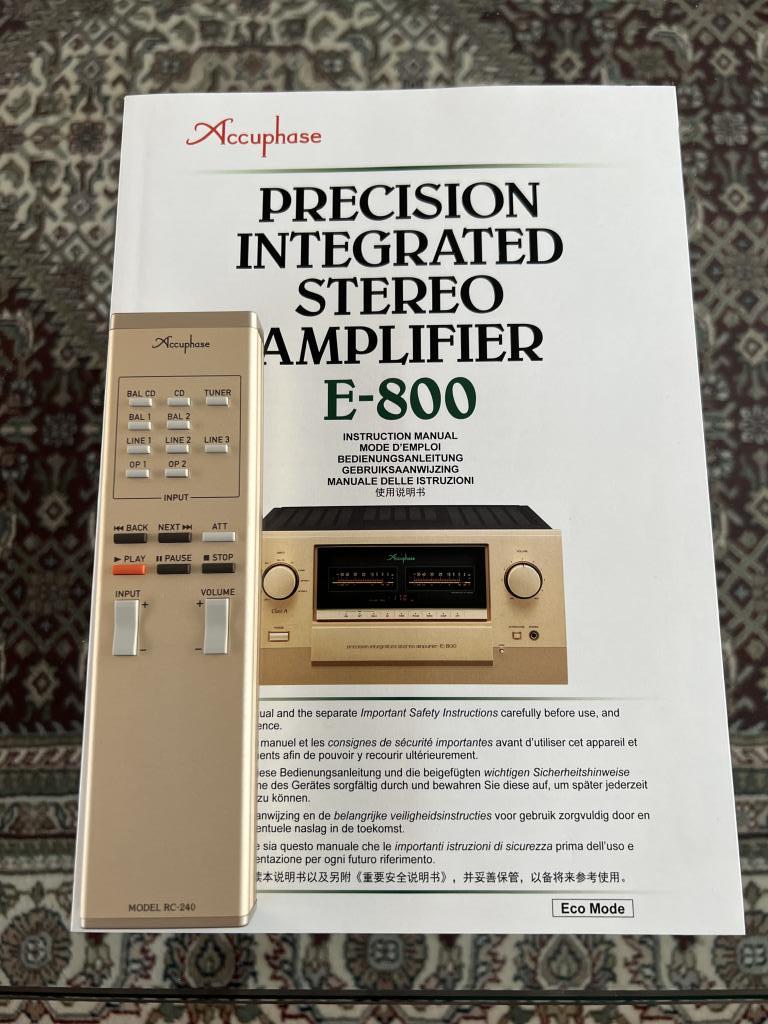 Accuphase
PRECISION
INTEGRATED
STEREO
AMPLIFIER
E-800
INSTRUCTION MANUAL
MODE D'EMPLOI
BEDIENUNGSANLEITUNG
GEBRUIKSAANWIJZING
MANUALE DELLE ISTRUZIONI
使用说明书
Accuphase
BAL CD CD TUNER
BAL 1 BAL 2
LINE 1 LINE 2 LINE 3
OP 1 OP 2
INPUT
BACK NEXT ATT
PLAY PAUSE STOP
INPUT VOLUME
+ +
− −
MODEL RC-240
Accuphase
Class A
PRECISION INTEGRATED STEREO AMPLIFIER E-800
and the separate Important Safety Instructions carefully before use, and
manuel et les consignes de sécurité importantes avant d'utiliser cet appareil et
afin de pouvoir y recourir ultérieurement.
Bedienungsanleitung und die beigefügten wichtigen Sicherheitshinweise
des Gerätes sorgfältig durch und bewahren Sie diese auf, um später jederzeit
zu können.
en de belangrijke veiligheidsinstructies voor gebruik zorgvuldig door en
naslag in de toekomst.
sia questo manuale che le importanti istruzioni di sicurezza prima dell'uso e
per ogni futuro riferimento.
本说明书以及另附《重要安全说明书》，并妥善保管，以备将来参考使用。
Eco Mode